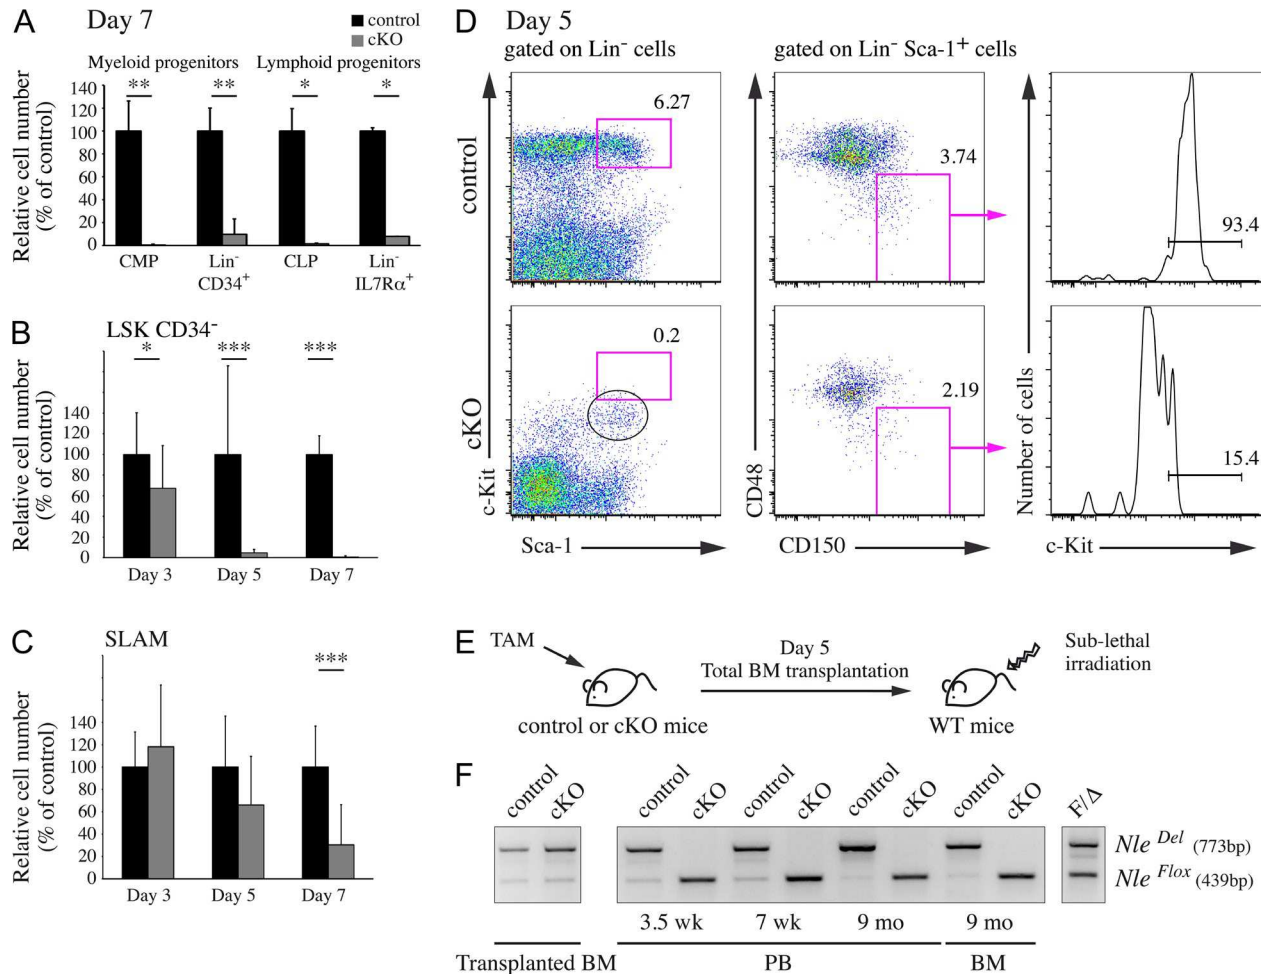 A Day 7
control
cKO
Myeloid progenitors Lymphoid progenitors
Relative cell number
(% of control)
140
120
100
80
60
40
20
0
** ** * *
CMP Lin- CLP Lin-
CD34+ IL7Rα+
B LSK CD34-
* *** ***
Relative cell number
(% of control)
140
120
100
80
60
40
20
0
Day 3 Day 5 Day 7
C SLAM
***
Relative cell number
(% of control)
140
120
100
80
60
40
20
0
Day 3 Day 5 Day 7
D Day 5
gated on Lin- cells gated on Lin- Sca-1+ cells
control
6.27 3.74 93.4
cKO
0.2 2.19 15.4
c-Kit
CD48
Number of cells
Sca-1 CD150 c-Kit
E TAM
Day 5
Total BM transplantation
Sub-lethal
irradiation
control or cKO mice WT mice
F control cKO control cKO control cKO control cKO F/Δ
Nle Del (773bp)
Nle Flox (439bp)
3.5 wk 7 wk 9 mo 9 mo
Transplanted BM PB BM